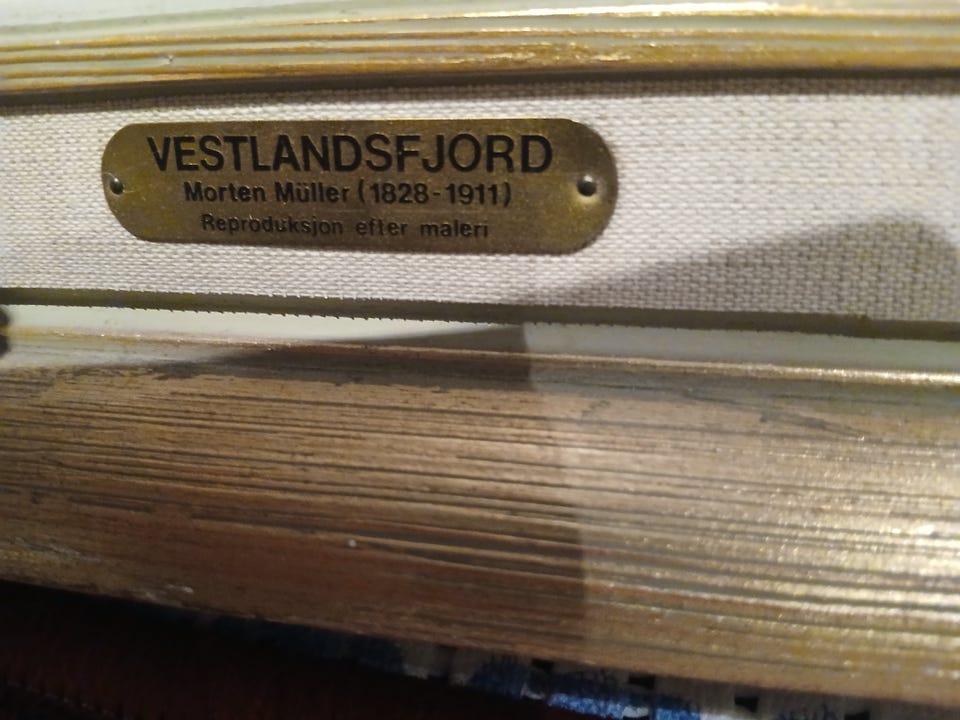 VESTLANDSFJORD
Morten Müller (1828-1911)
Reproduksjon efter maleri